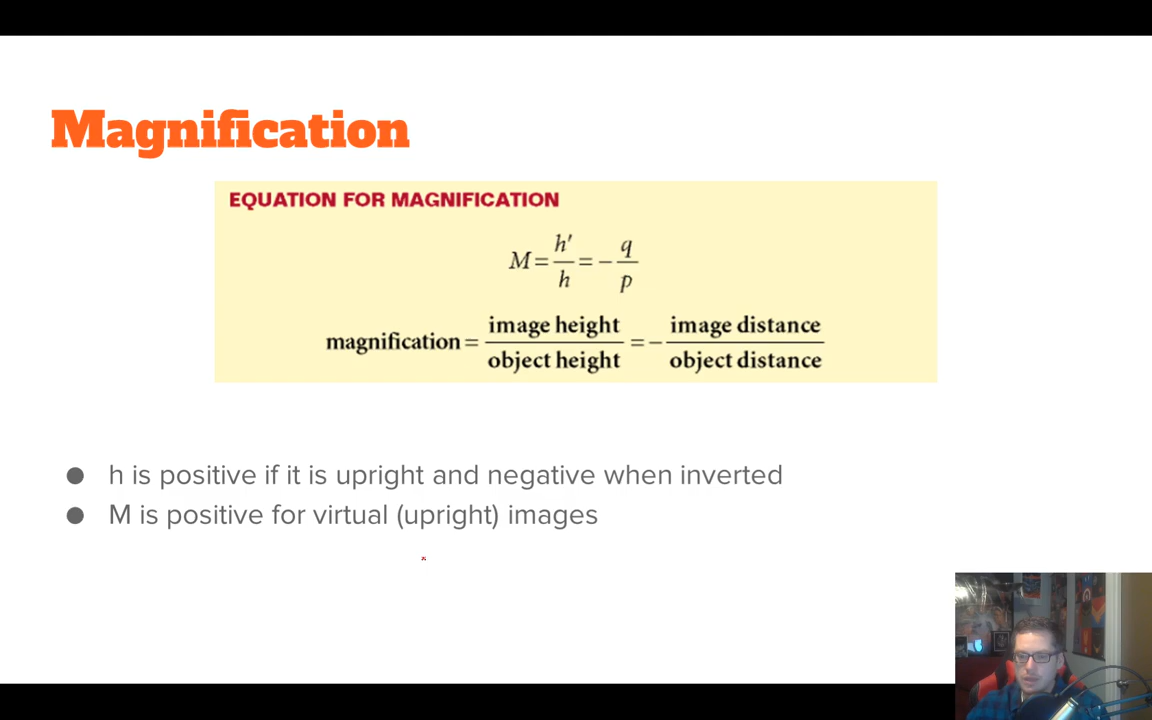 Magnification
EQUATION FOR MAGNIFICATION
M = h′/h = − q/p
magnification = image height/object height = − image distance/object distance
● h is positive if it is upright and negative when inverted
● M is positive for virtual (upright) images